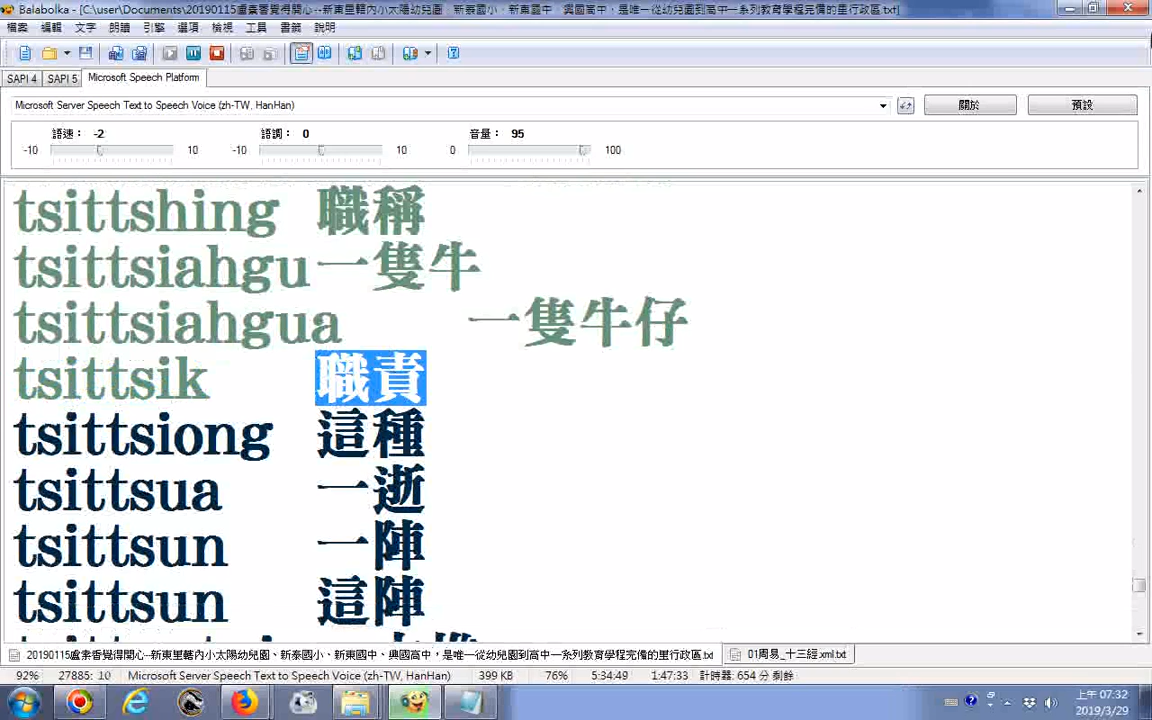 Balabolka - [C:\user\Documents\20190115盧素香覺得開心--新東里轄內小太陽幼兒園、新泰國小、新東國中、興國高中，是唯一從幼兒園到高中一系列教育學程完備的里行政區.txt]
檔案 編輯 文字 朗讀 引擎 選項 檢視 工具 書籤 說明
SAPI 4 SAPI 5 Microsoft Speech Platform
Microsoft Server Speech Text to Speech Voice (zh-TW, HanHan) 關於 預設
語速： -2 語調： 0 音量： 95
-10 10 -10 10 0 100
tsittshing 職稱
tsittsiahgu 一隻牛
tsittsiahgua 一隻牛仔
tsittsik 職責
tsittsiong 這種
tsittsua 一逝
tsittsun 一陣
tsittsun 這陣
20190115盧素香覺得開心--新東里轄內小太陽幼兒園、新泰國小、新東國中、興國高中，是唯一從幼兒園到高中一系列教育學程完備的里行政區.txt 01周易_十三經.xml.txt
92% 27885: 10 Microsoft Server Speech Text to Speech Voice (zh-TW, HanHan) 399 KB 76% 5:34:49 1:47:33 計時器: 654 分 剩餘
上午 07:32
2019/3/29